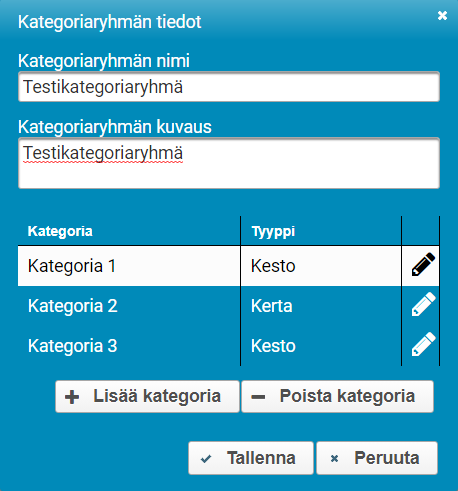 Kategoriaryhmän tiedot
Kategoriaryhmän nimi
Testikategoriaryhmä
Kategoriaryhmän kuvaus
Testikategoriaryhmä
Kategoria Tyyppi
Kategoria 1 Kesto
Kategoria 2 Kerta
Kategoria 3 Kesto
Lisää kategoria Poista kategoria
Tallenna Peruuta